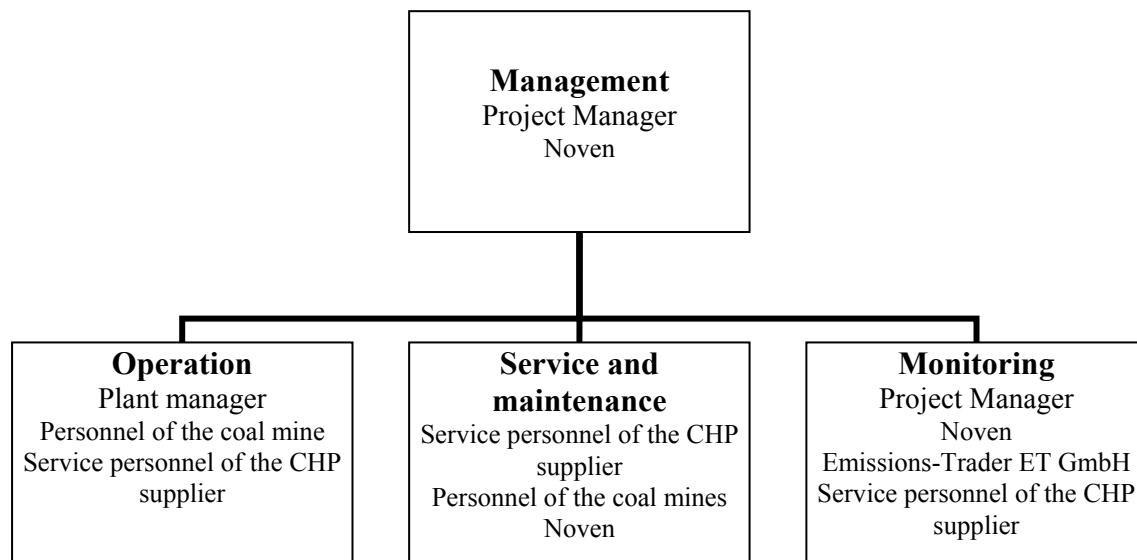 Management
Project Manager
Noven
Operation
Plant manager
Personnel of the coal mine
Service personnel of the CHP
supplier
Service and
maintenance
Service personnel of the CHP
supplier
Personnel of the coal mines
Noven
Monitoring
Project Manager
Noven
Emissions-Trader ET GmbH
Service personnel of the CHP
supplier